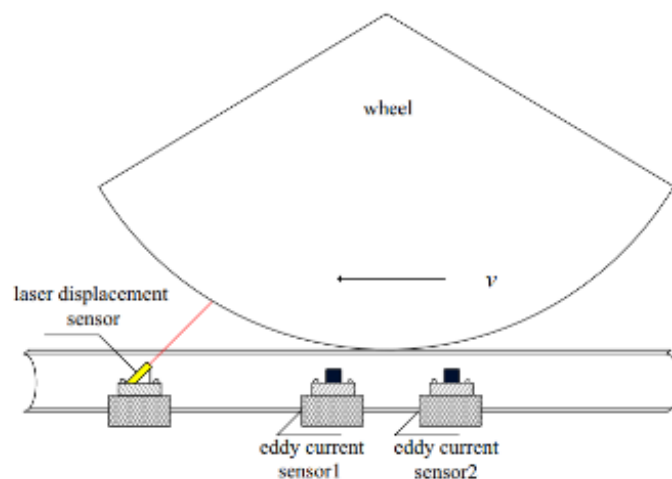 wheel
v
laser displacement
sensor
eddy current
sensor1
eddy current
sensor2